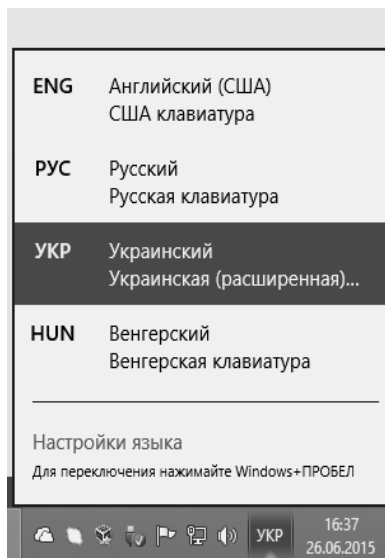 ENG Английский (США)
США клавиатура
РУС Русский
Русская клавиатура
УКР Украинский
Украинская (расширенная)...
HUN Венгерский
Венгерская клавиатура
Настройки языка
Для переключения нажимайте Windows+ПРОБЕЛ
УКР 16:37
26.06.2015